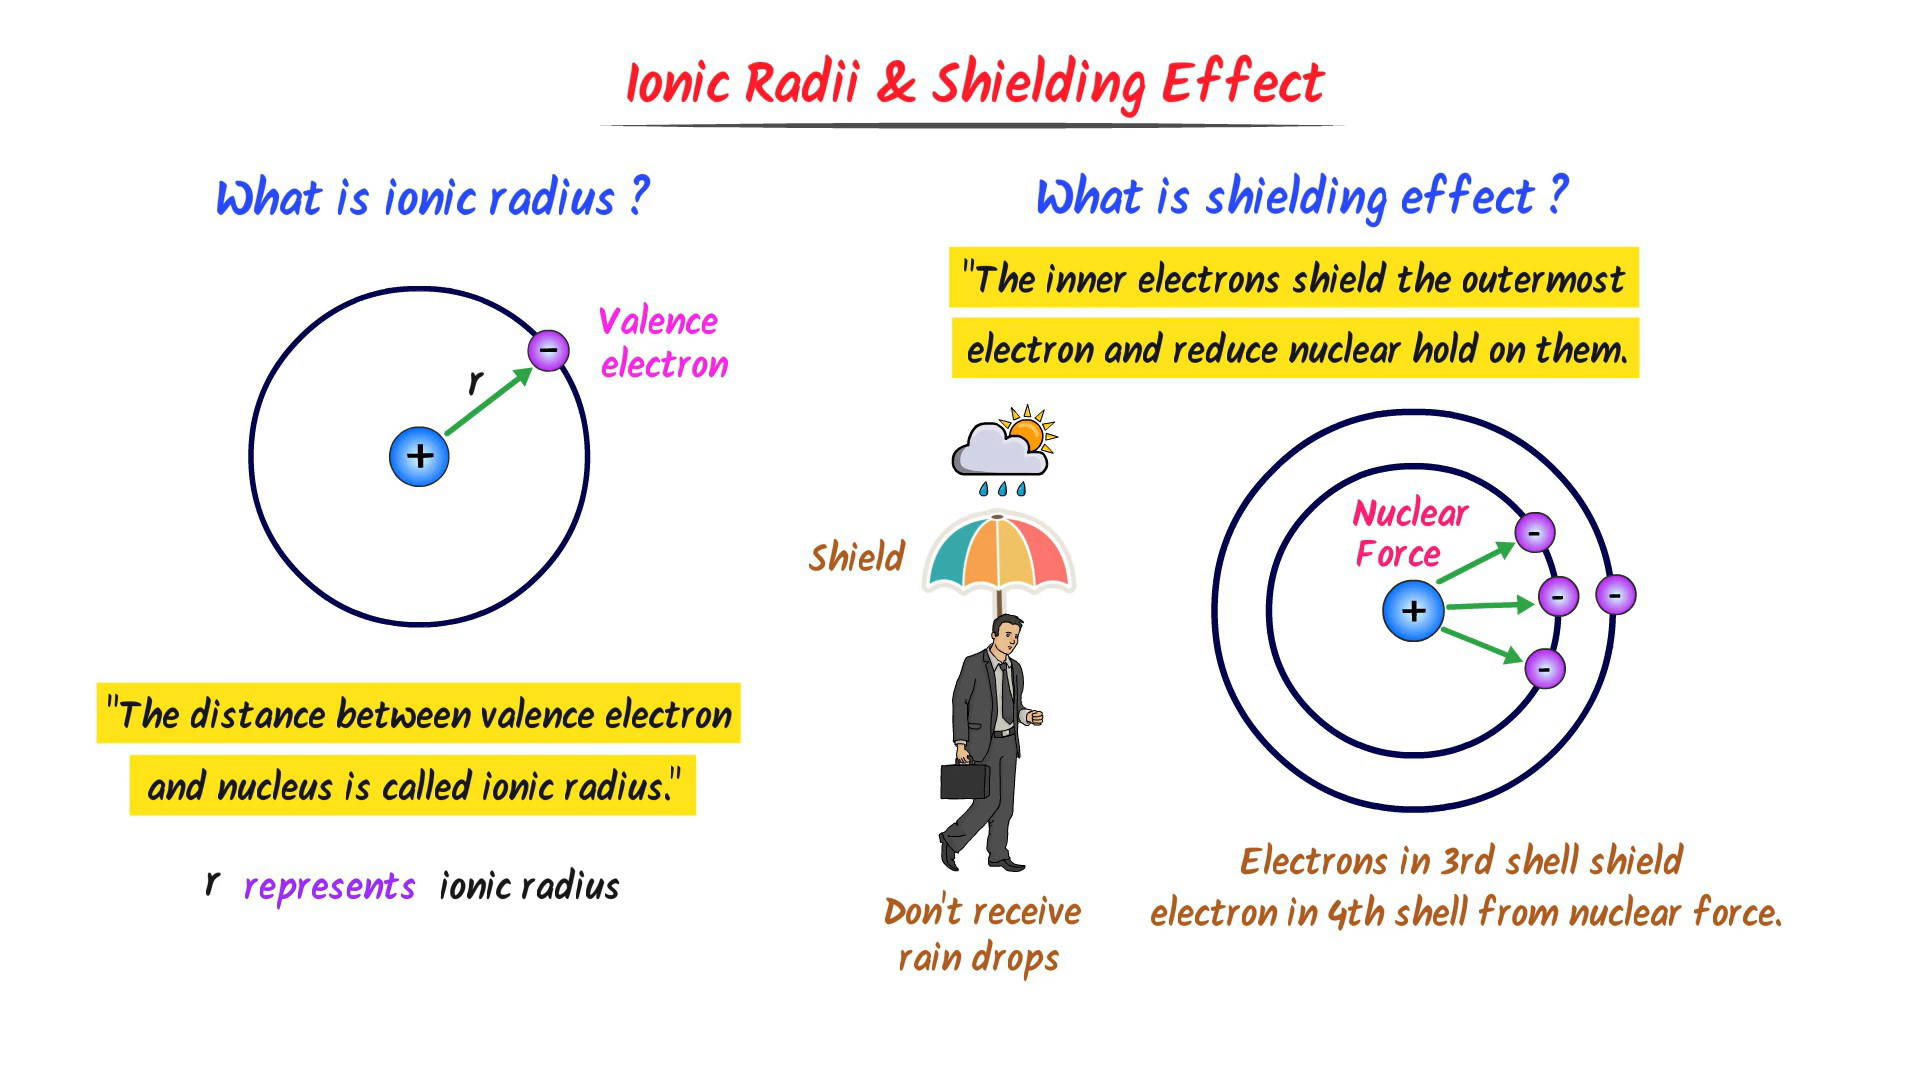 Ionic Radii & Shielding Effect
What is ionic radius ?
Valence
electron
r
+
-
"The distance between valence electron
and nucleus is called ionic radius."
r represents ionic radius
What is shielding effect ?
"The inner electrons shield the outermost
electron and reduce nuclear hold on them.
Shield
Don't receive
rain drops
Nuclear
Force
+
-
-
-
-
Electrons in 3rd shell shield
electron in 4th shell from nuclear force.